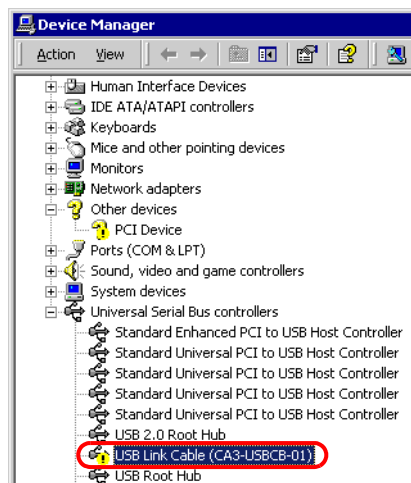 Device Manager
Action View
Human Interface Devices
IDE ATA/ATAPI controllers
Keyboards
Mice and other pointing devices
Monitors
Network adapters
Other devices
PCI Device
Ports (COM & LPT)
Sound, video and game controllers
System devices
Universal Serial Bus controllers
Standard Enhanced PCI to USB Host Controller
Standard Universal PCI to USB Host Controller
Standard Universal PCI to USB Host Controller
Standard Universal PCI to USB Host Controller
Standard Universal PCI to USB Host Controller
USB 2.0 Root Hub
USB Link Cable (CA3-USBCB-01)
USB Root Hub